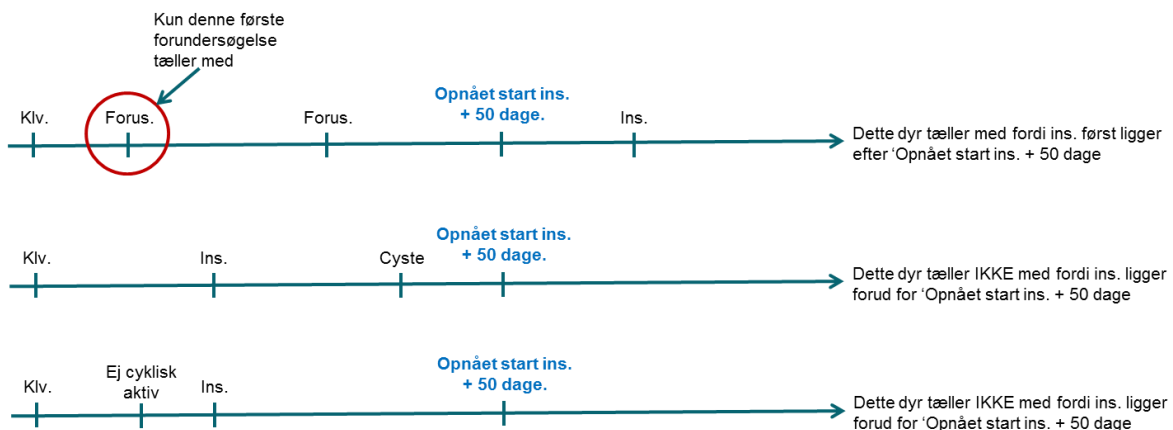 Kun denne første
forundersøgelse
tæller med
Opnået start ins.
+ 50 dage.
Klv.
Forus.
Forus.
Ins.
Dette dyr tæller med fordi ins. først ligger
efter ‘Opnået start ins. + 50 dage
Opnået start ins.
+ 50 dage.
Klv.
Ins.
Cyste
Dette dyr tæller IKKE med fordi ins. ligger
forud for ‘Opnået start ins. + 50 dage
Opnået start ins.
+ 50 dage.
Klv.
Ej cyklisk
aktiv
Ins.
Dette dyr tæller IKKE med fordi ins. ligger
forud for ‘Opnået start ins. + 50 dage